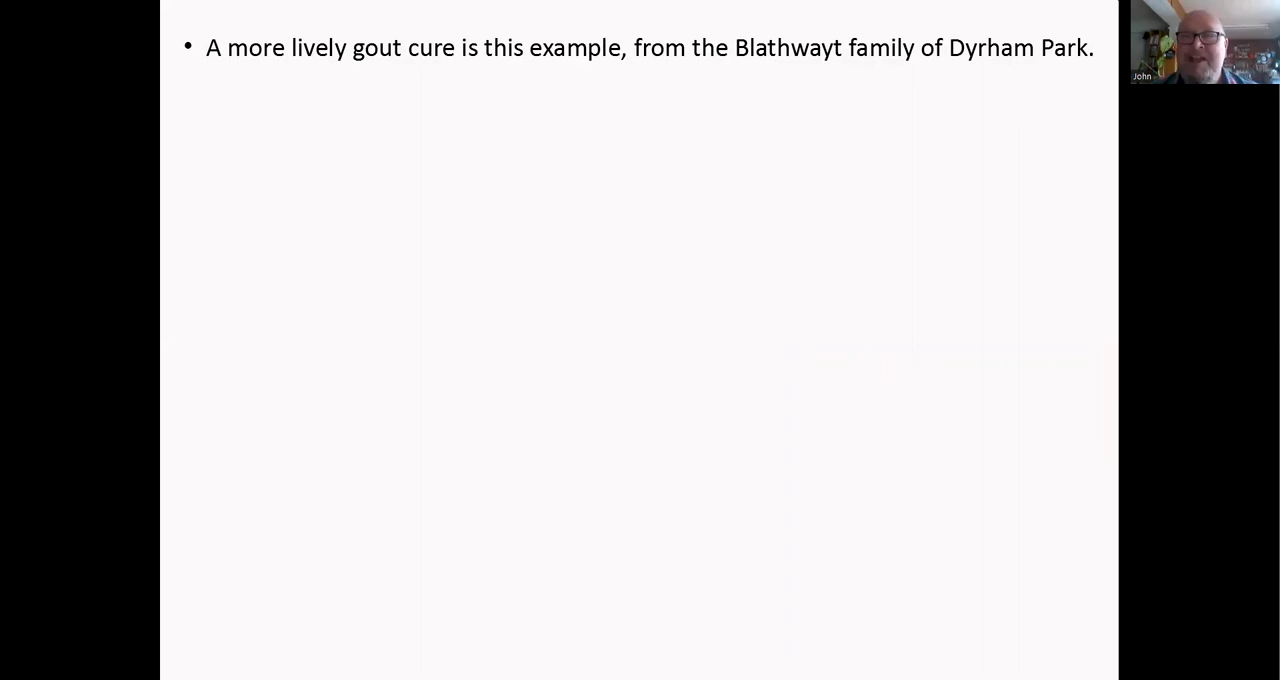 • A more lively gout cure is this example, from the Blathwayt family of Dyrham Park.
John